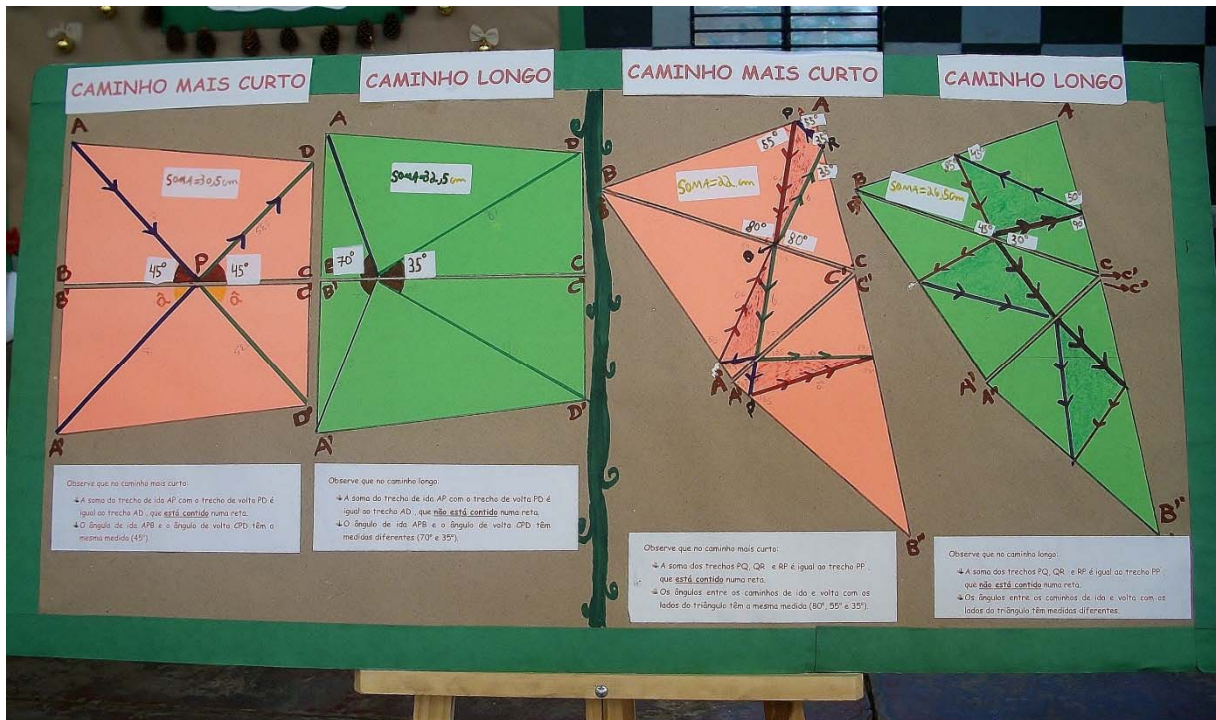 CAMINHO MAIS CURTO
CAMINHO LONGO
CAMINHO MAIS CURTO
CAMINHO LONGO
A
D
SOMA=30,5cm
B
45°
P
45°
C
B'
â
â
C'
A'
D'
A
D
SOMA=32,5cm
B
70°
35°
C
B'
C'
A'
D'
P
A
55°
35°
R
55°
35°
B
SOMA=22cm
80°
80°
Q
C
C'
A'
A"
P
B"
A
45°
50°
B
SOMA=26,5cm
45°
30°
90°
C
C'
C"
A'
A"
B"
Observe que no caminho mais curto:
A soma do trecho de ida AP com o trecho de volta PD é
igual ao trecho AD , que está contido numa reta.
O ângulo de ida APB e o ângulo de volta CPD têm a
mesma medida (45°).
Observe que no caminho longo:
A soma do trecho de ida AP com o trecho de volta PD é
igual ao trecho AD , que não está contido numa reta.
O ângulo de ida APB e o ângulo de volta CPD têm
medidas diferentes (70° e 35°).
Observe que no caminho mais curto:
A soma dos trechos PQ, QR e RP é igual ao trecho PP ,
que está contido numa reta.
Os ângulos entre os caminhos de ida e volta com os
lados do triângulo têm a mesma medida (80°, 55° e 35°).
Observe que no caminho longo:
A soma dos trechos PQ, QR e RP é igual ao trecho PP ,
que não está contido numa reta.
Os ângulos entre os caminhos de ida e volta com os
lados do triângulo têm medidas diferentes.